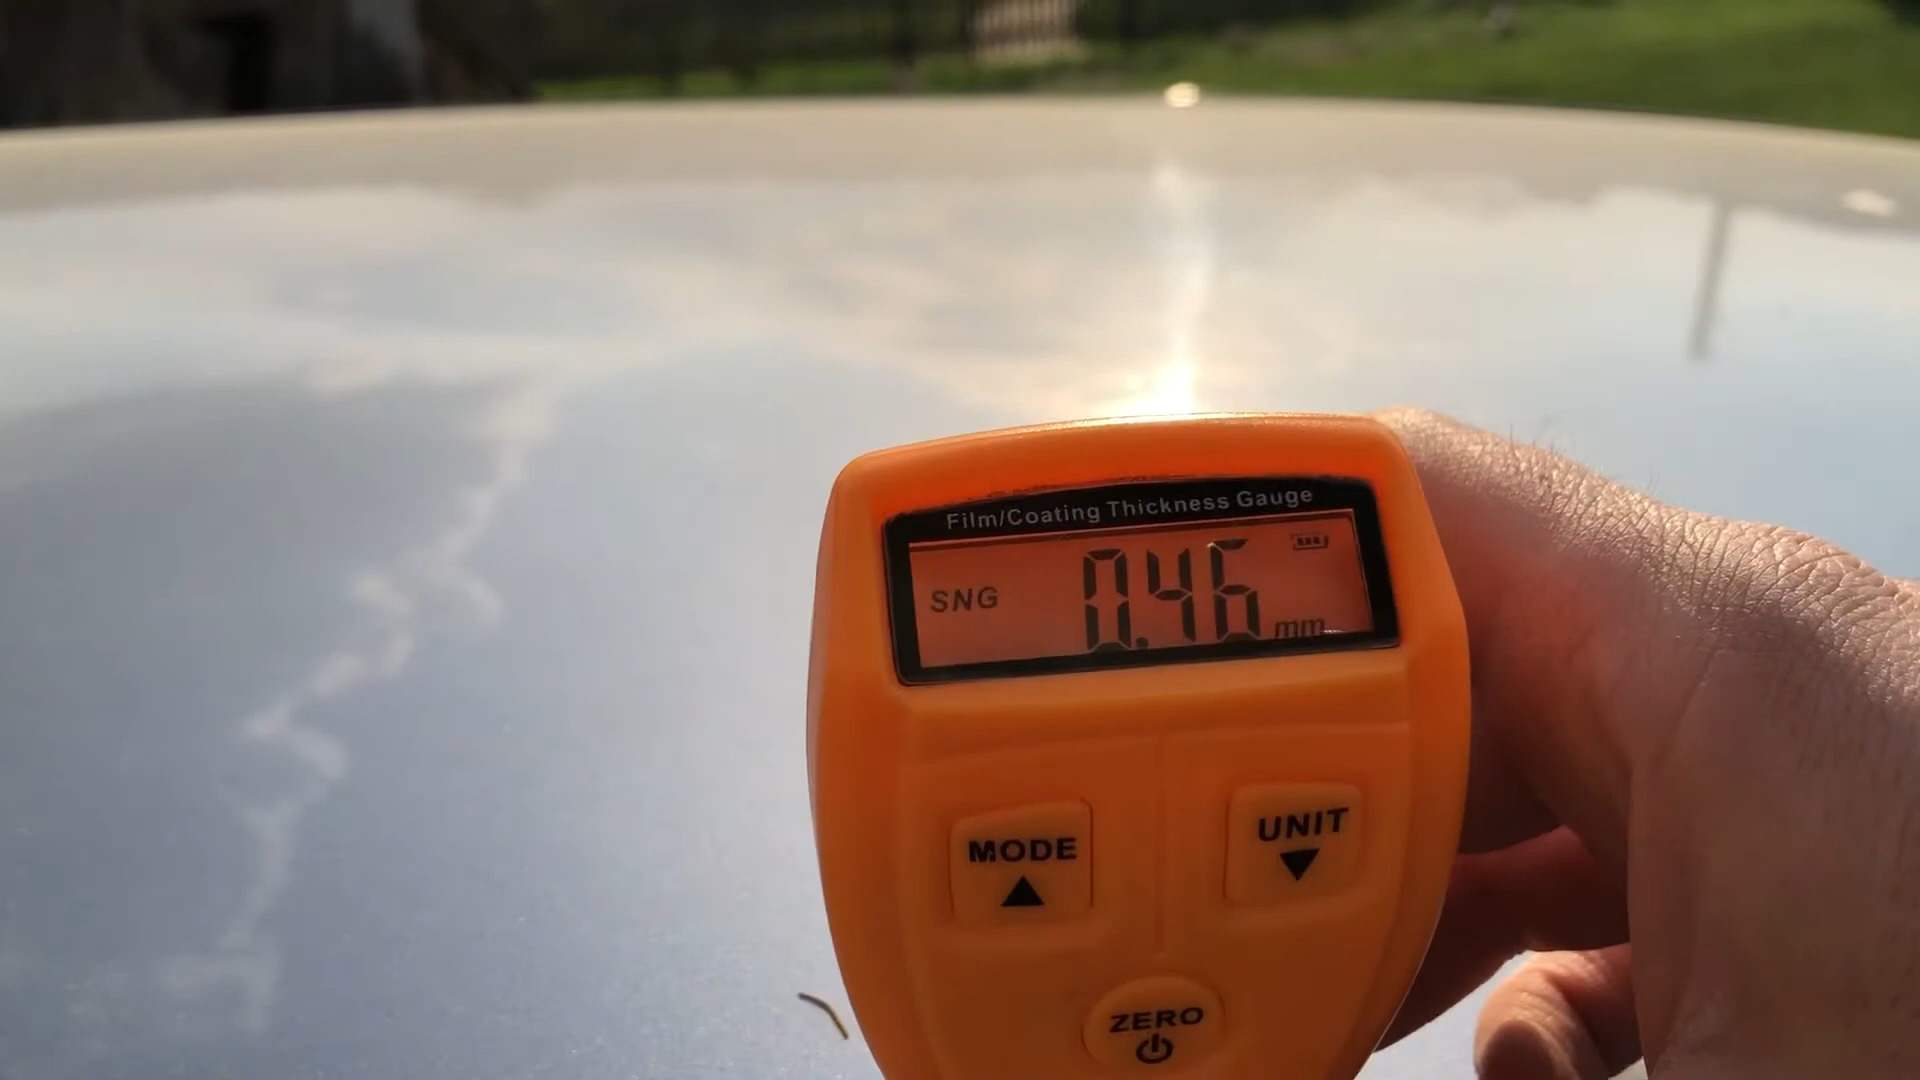 Film/Coating Thickness Gauge
SNG 0.46 mm
MODE
UNIT
ZERO